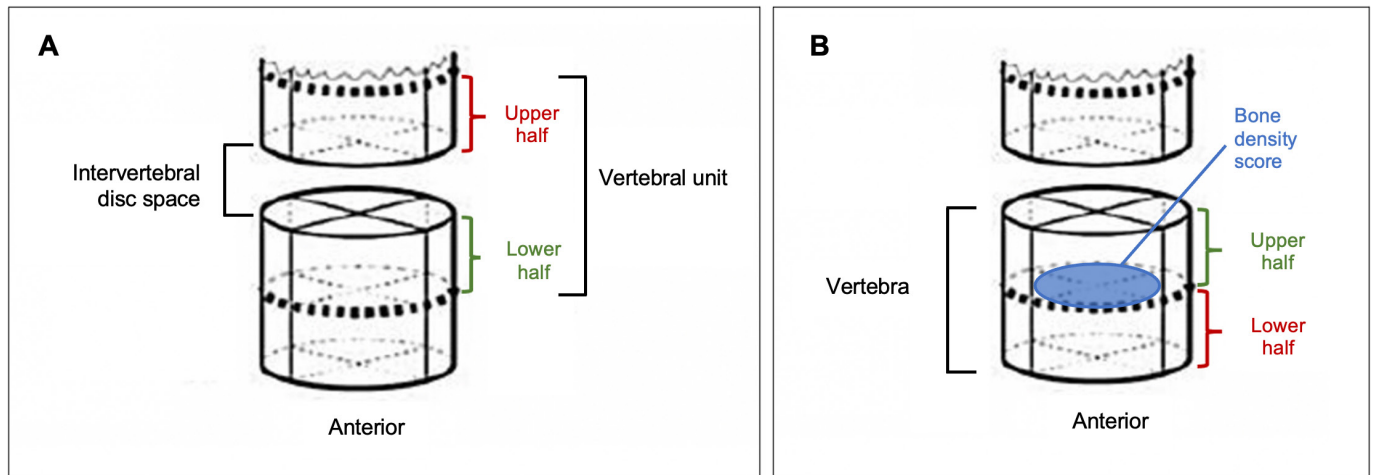 A
Upper
half
Intervertebral
disc space
Vertebral unit
Lower
half
Anterior
B
Bone
density
score
Upper
half
Vertebra
Lower
half
Anterior